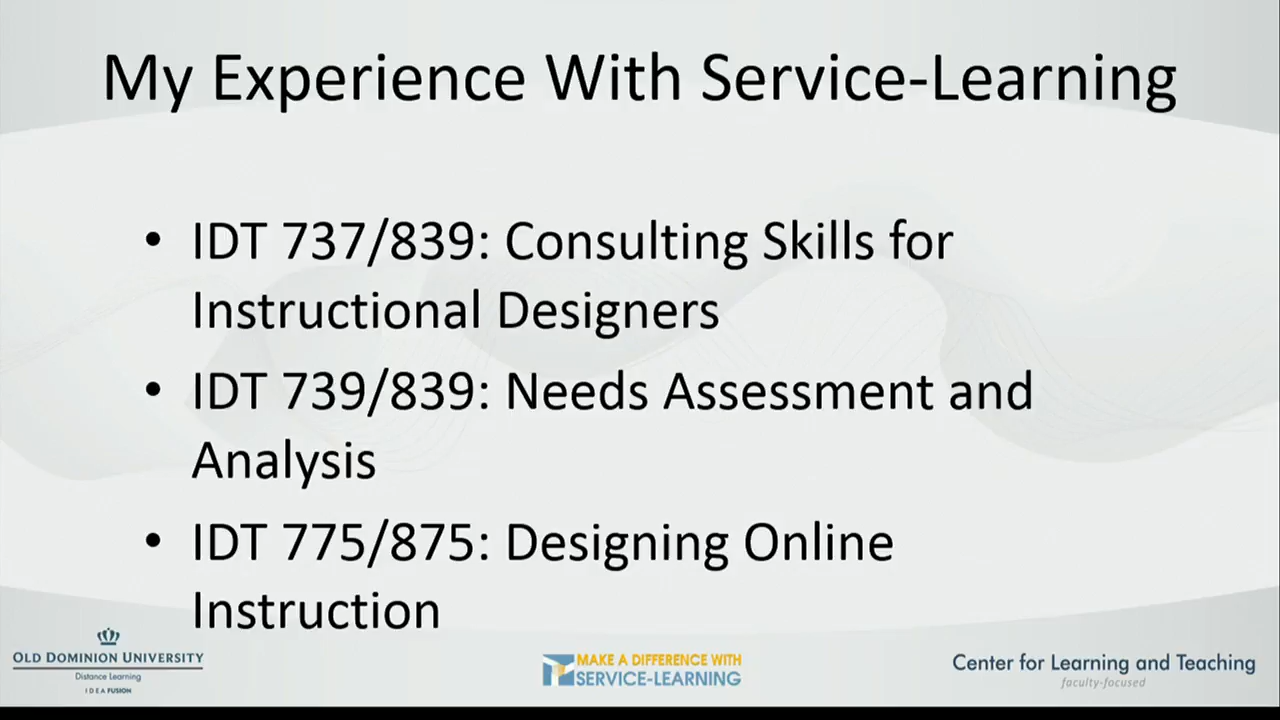 My Experience With Service-Learning
• IDT 737/839: Consulting Skills for
Instructional Designers
• IDT 739/839: Needs Assessment and
Analysis
• IDT 775/875: Designing Online
Instruction
OLD DOMINION UNIVERSITY
Distance Learning
IDEA FUSION
MAKE A DIFFERENCE WITH
SERVICE-LEARNING
Center for Learning and Teaching
faculty-focused